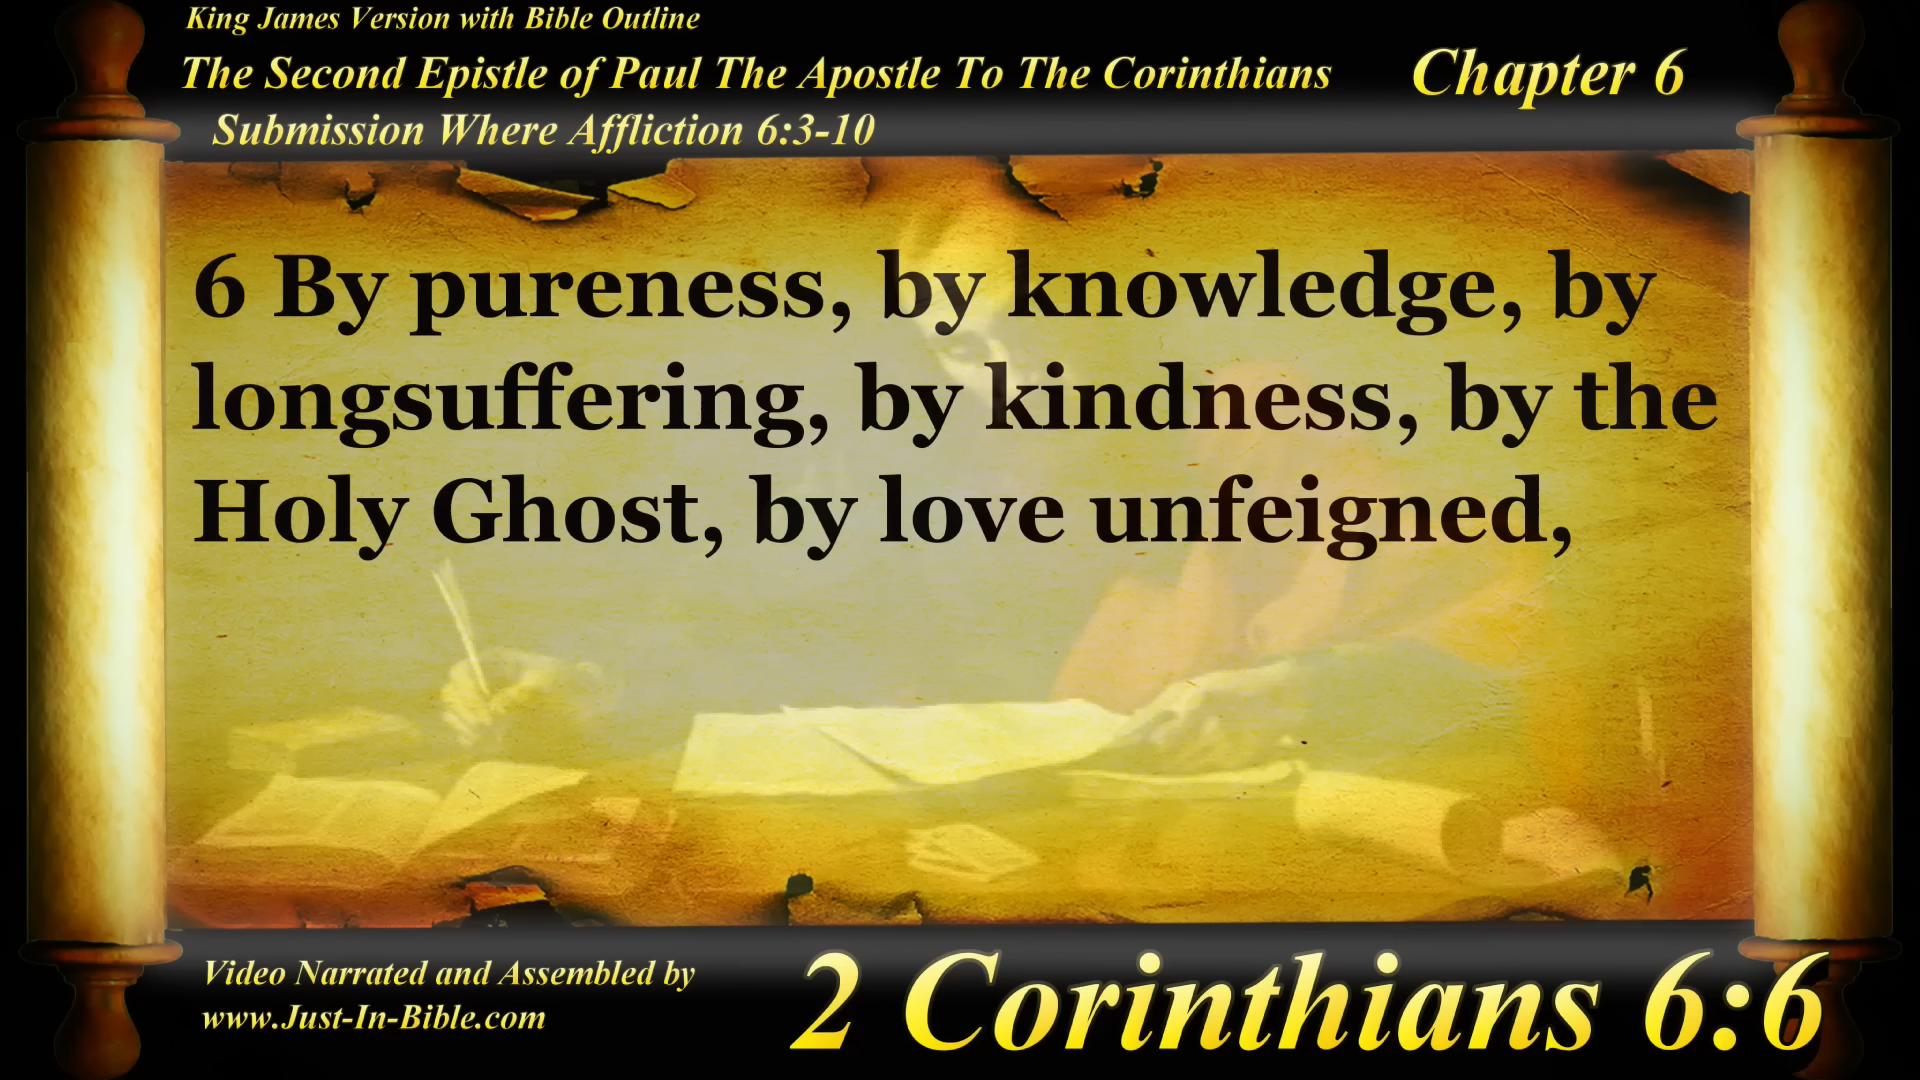 King James Version with Bible Outline
The Second Epistle of Paul The Apostle To The Corinthians
Chapter 6
Submission Where Affliction 6:3-10
6 By pureness, by knowledge, by
longsuffering, by kindness, by the
Holy Ghost, by love unfeigned,
Video Narrated and Assembled by
www.Just-In-Bible.com
2 Corinthians 6:6